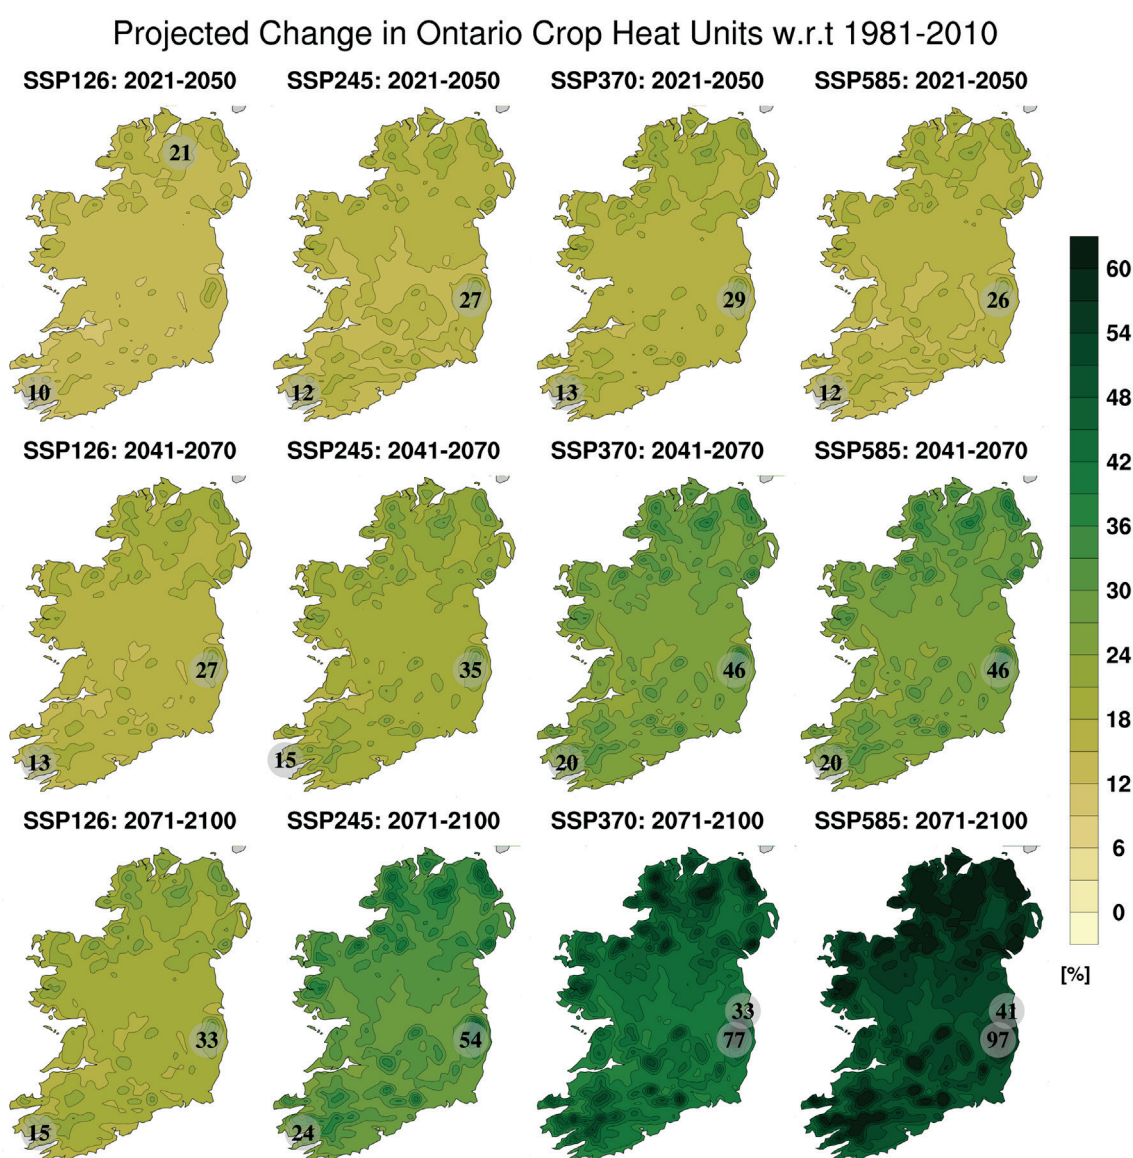 Projected Change in Ontario Crop Heat Units w.r.t 1981-2010
SSP126: 2021-2050 SSP245: 2021-2050 SSP370: 2021-2050 SSP585: 2021-2050
21
27 29 26
10 12 13 12
SSP126: 2041-2070 SSP245: 2041-2070 SSP370: 2041-2070 SSP585: 2041-2070
27 35 46 46
13 15 20 20
SSP126: 2071-2100 SSP245: 2071-2100 SSP370: 2071-2100 SSP585: 2071-2100
33 41
33 54 77 97
15 24
60
54
48
42
36
30
24
18
12
6
0
[%]